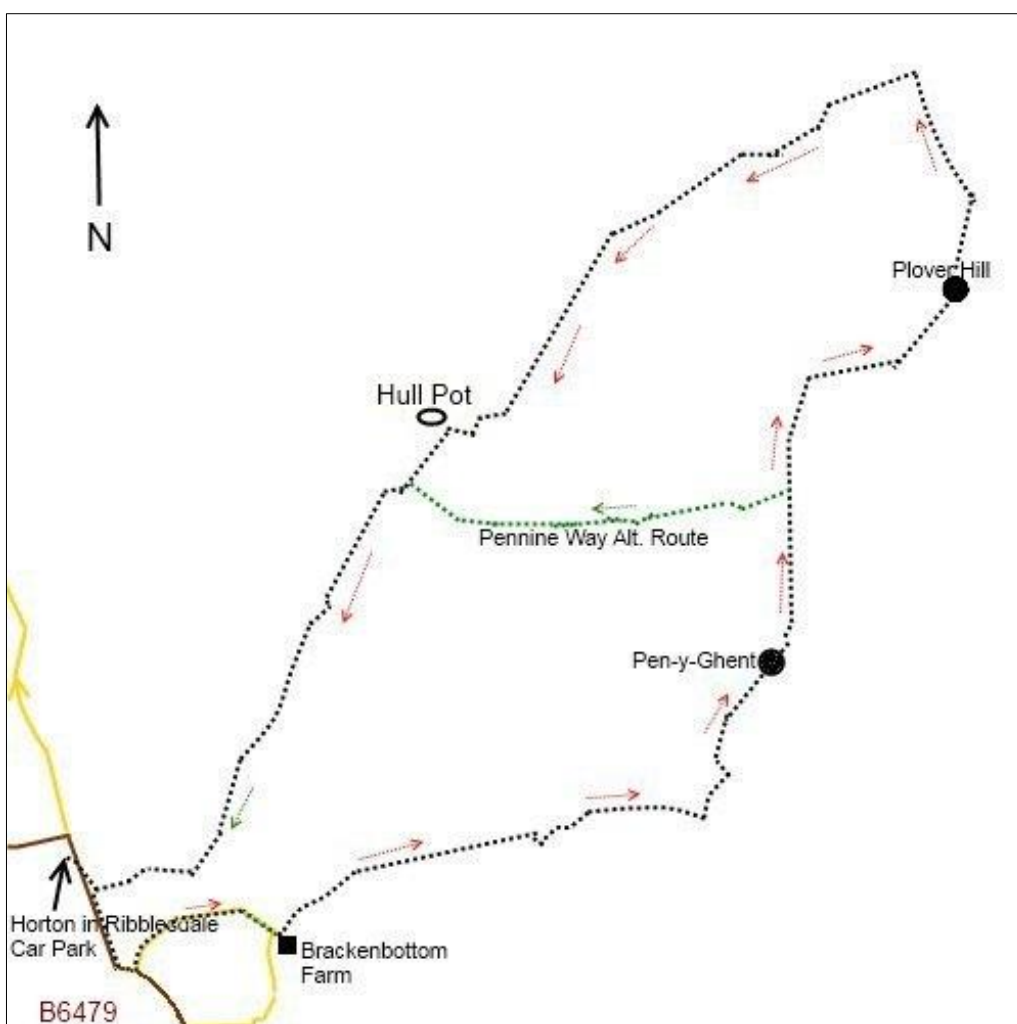 N
Plover Hill
Hull Pot
Pennine Way Alt. Route
Pen-y-Ghent
Horton in Ribblesdale
Car Park
Brackenbottom
Farm
B6479